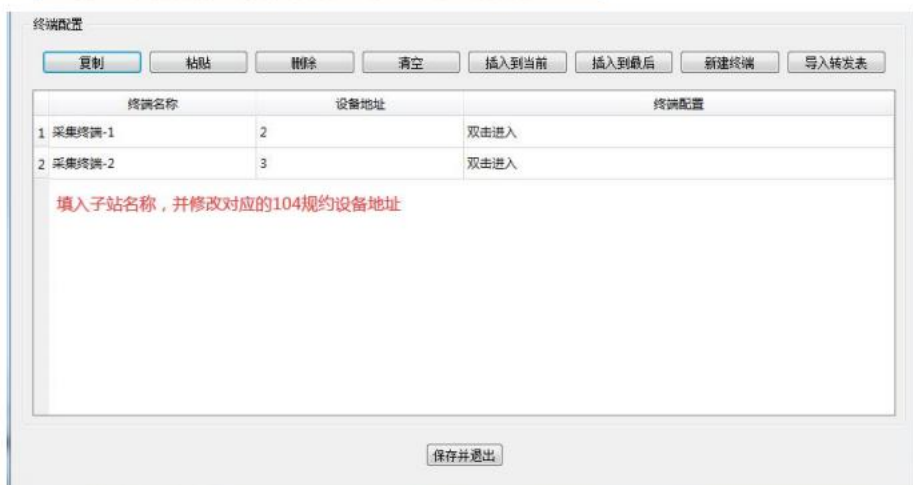 终端配置
复制 粘贴 删除 清空 插入到当前 插入到最后 新建终端 导入转发表
终端名称 设备地址 终端配置
1 采集终端-1 2 双击进入
2 采集终端-2 3 双击进入
填入子站名称，并修改对应的104规约设备地址
保存并退出